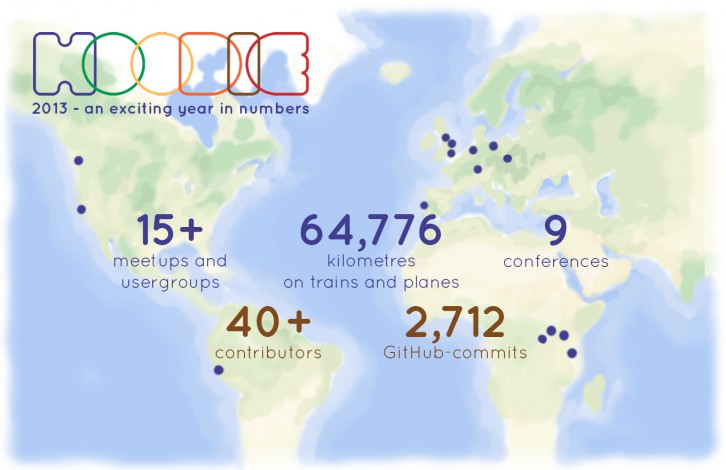 HOODIE
2013 - an exciting year in numbers
15+
meetups and
usergroups
64,776
kilometres
on trains and planes
9
conferences
40+
contributors
2,712
GitHub-commits